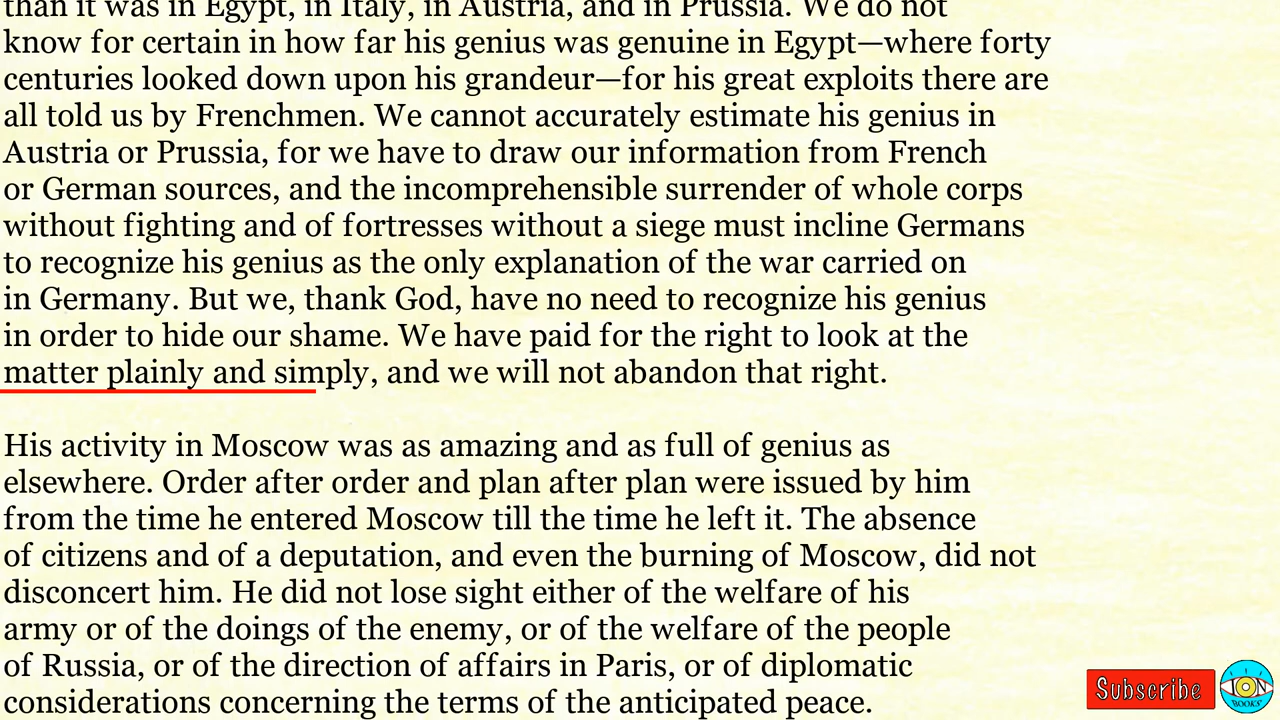 than it was in Egypt, in Italy, in Austria, and in Prussia. We do not
know for certain in how far his genius was genuine in Egypt—where forty
centuries looked down upon his grandeur—for his great exploits there are
all told us by Frenchmen. We cannot accurately estimate his genius in
Austria or Prussia, for we have to draw our information from French
or German sources, and the incomprehensible surrender of whole corps
without fighting and of fortresses without a siege must incline Germans
to recognize his genius as the only explanation of the war carried on
in Germany. But we, thank God, have no need to recognize his genius
in order to hide our shame. We have paid for the right to look at the
matter plainly and simply, and we will not abandon that right.
His activity in Moscow was as amazing and as full of genius as
elsewhere. Order after order and plan after plan were issued by him
from the time he entered Moscow till the time he left it. The absence
of citizens and of a deputation, and even the burning of Moscow, did not
disconcert him. He did not lose sight either of the welfare of his
army or of the doings of the enemy, or of the welfare of the people
of Russia, or of the direction of affairs in Paris, or of diplomatic
considerations concerning the terms of the anticipated peace.
Subscribe
ION
BOOKS